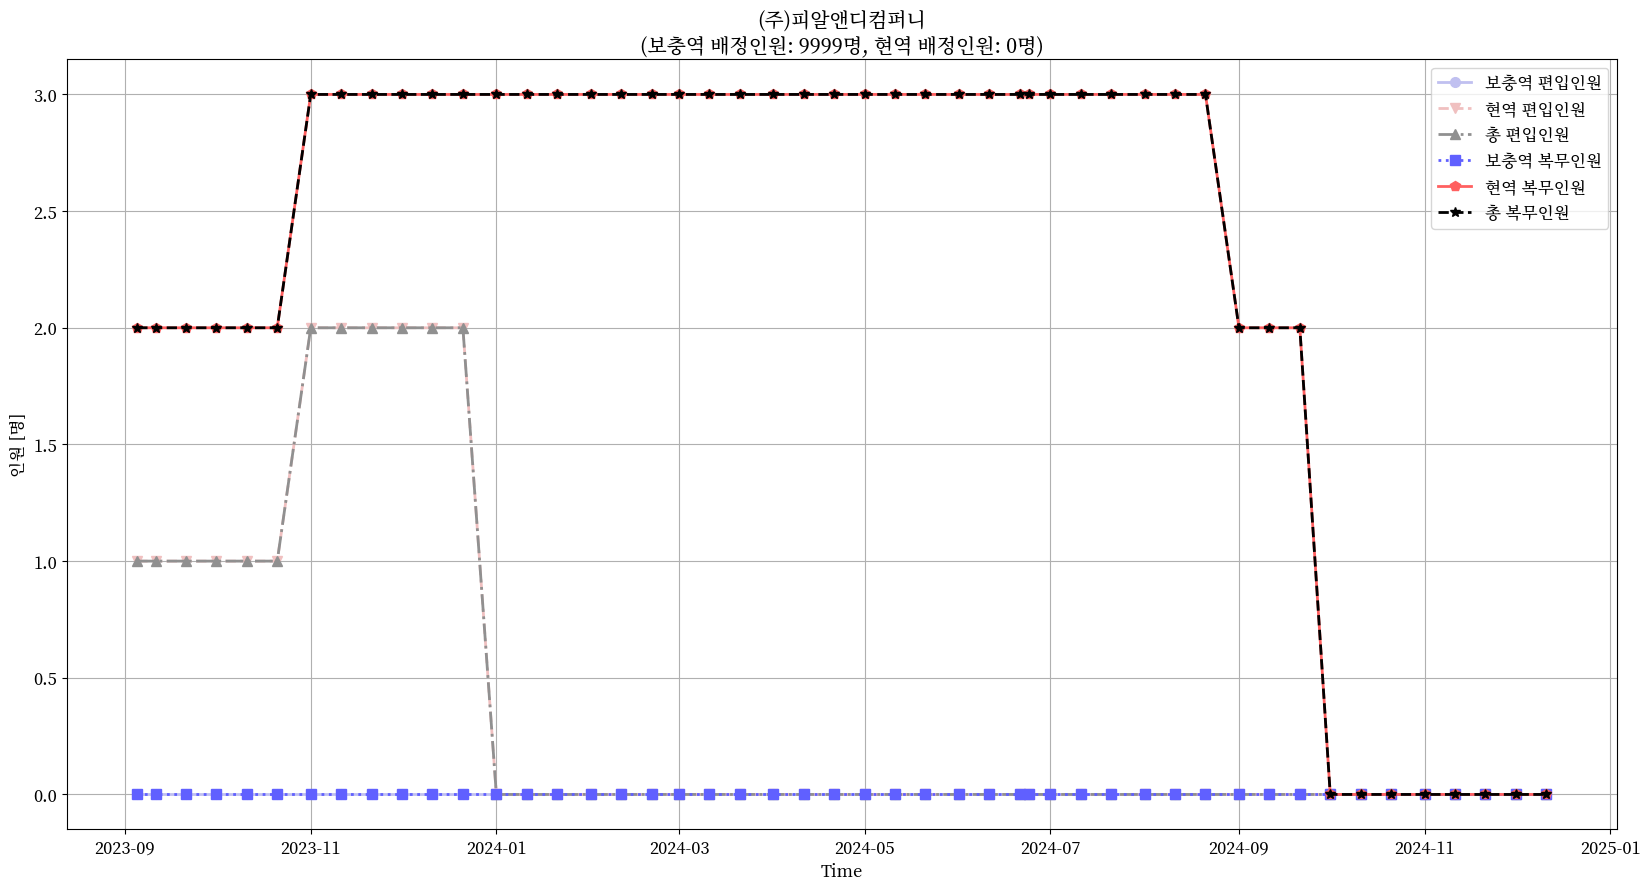 (주)피알앤디컴퍼니
(보충역 배정인원: 9999명, 현역 배정인원: 0명)
보충역 편입인원
현역 편입인원
총 편입인원
보충역 복무인원
현역 복무인원
총 복무인원
인원 [명]
3.0
2.5
2.0
1.5
1.0
0.5
0.0
2023-09
2023-11
2024-01
2024-03
2024-05
2024-07
2024-09
2024-11
2025-01
Time